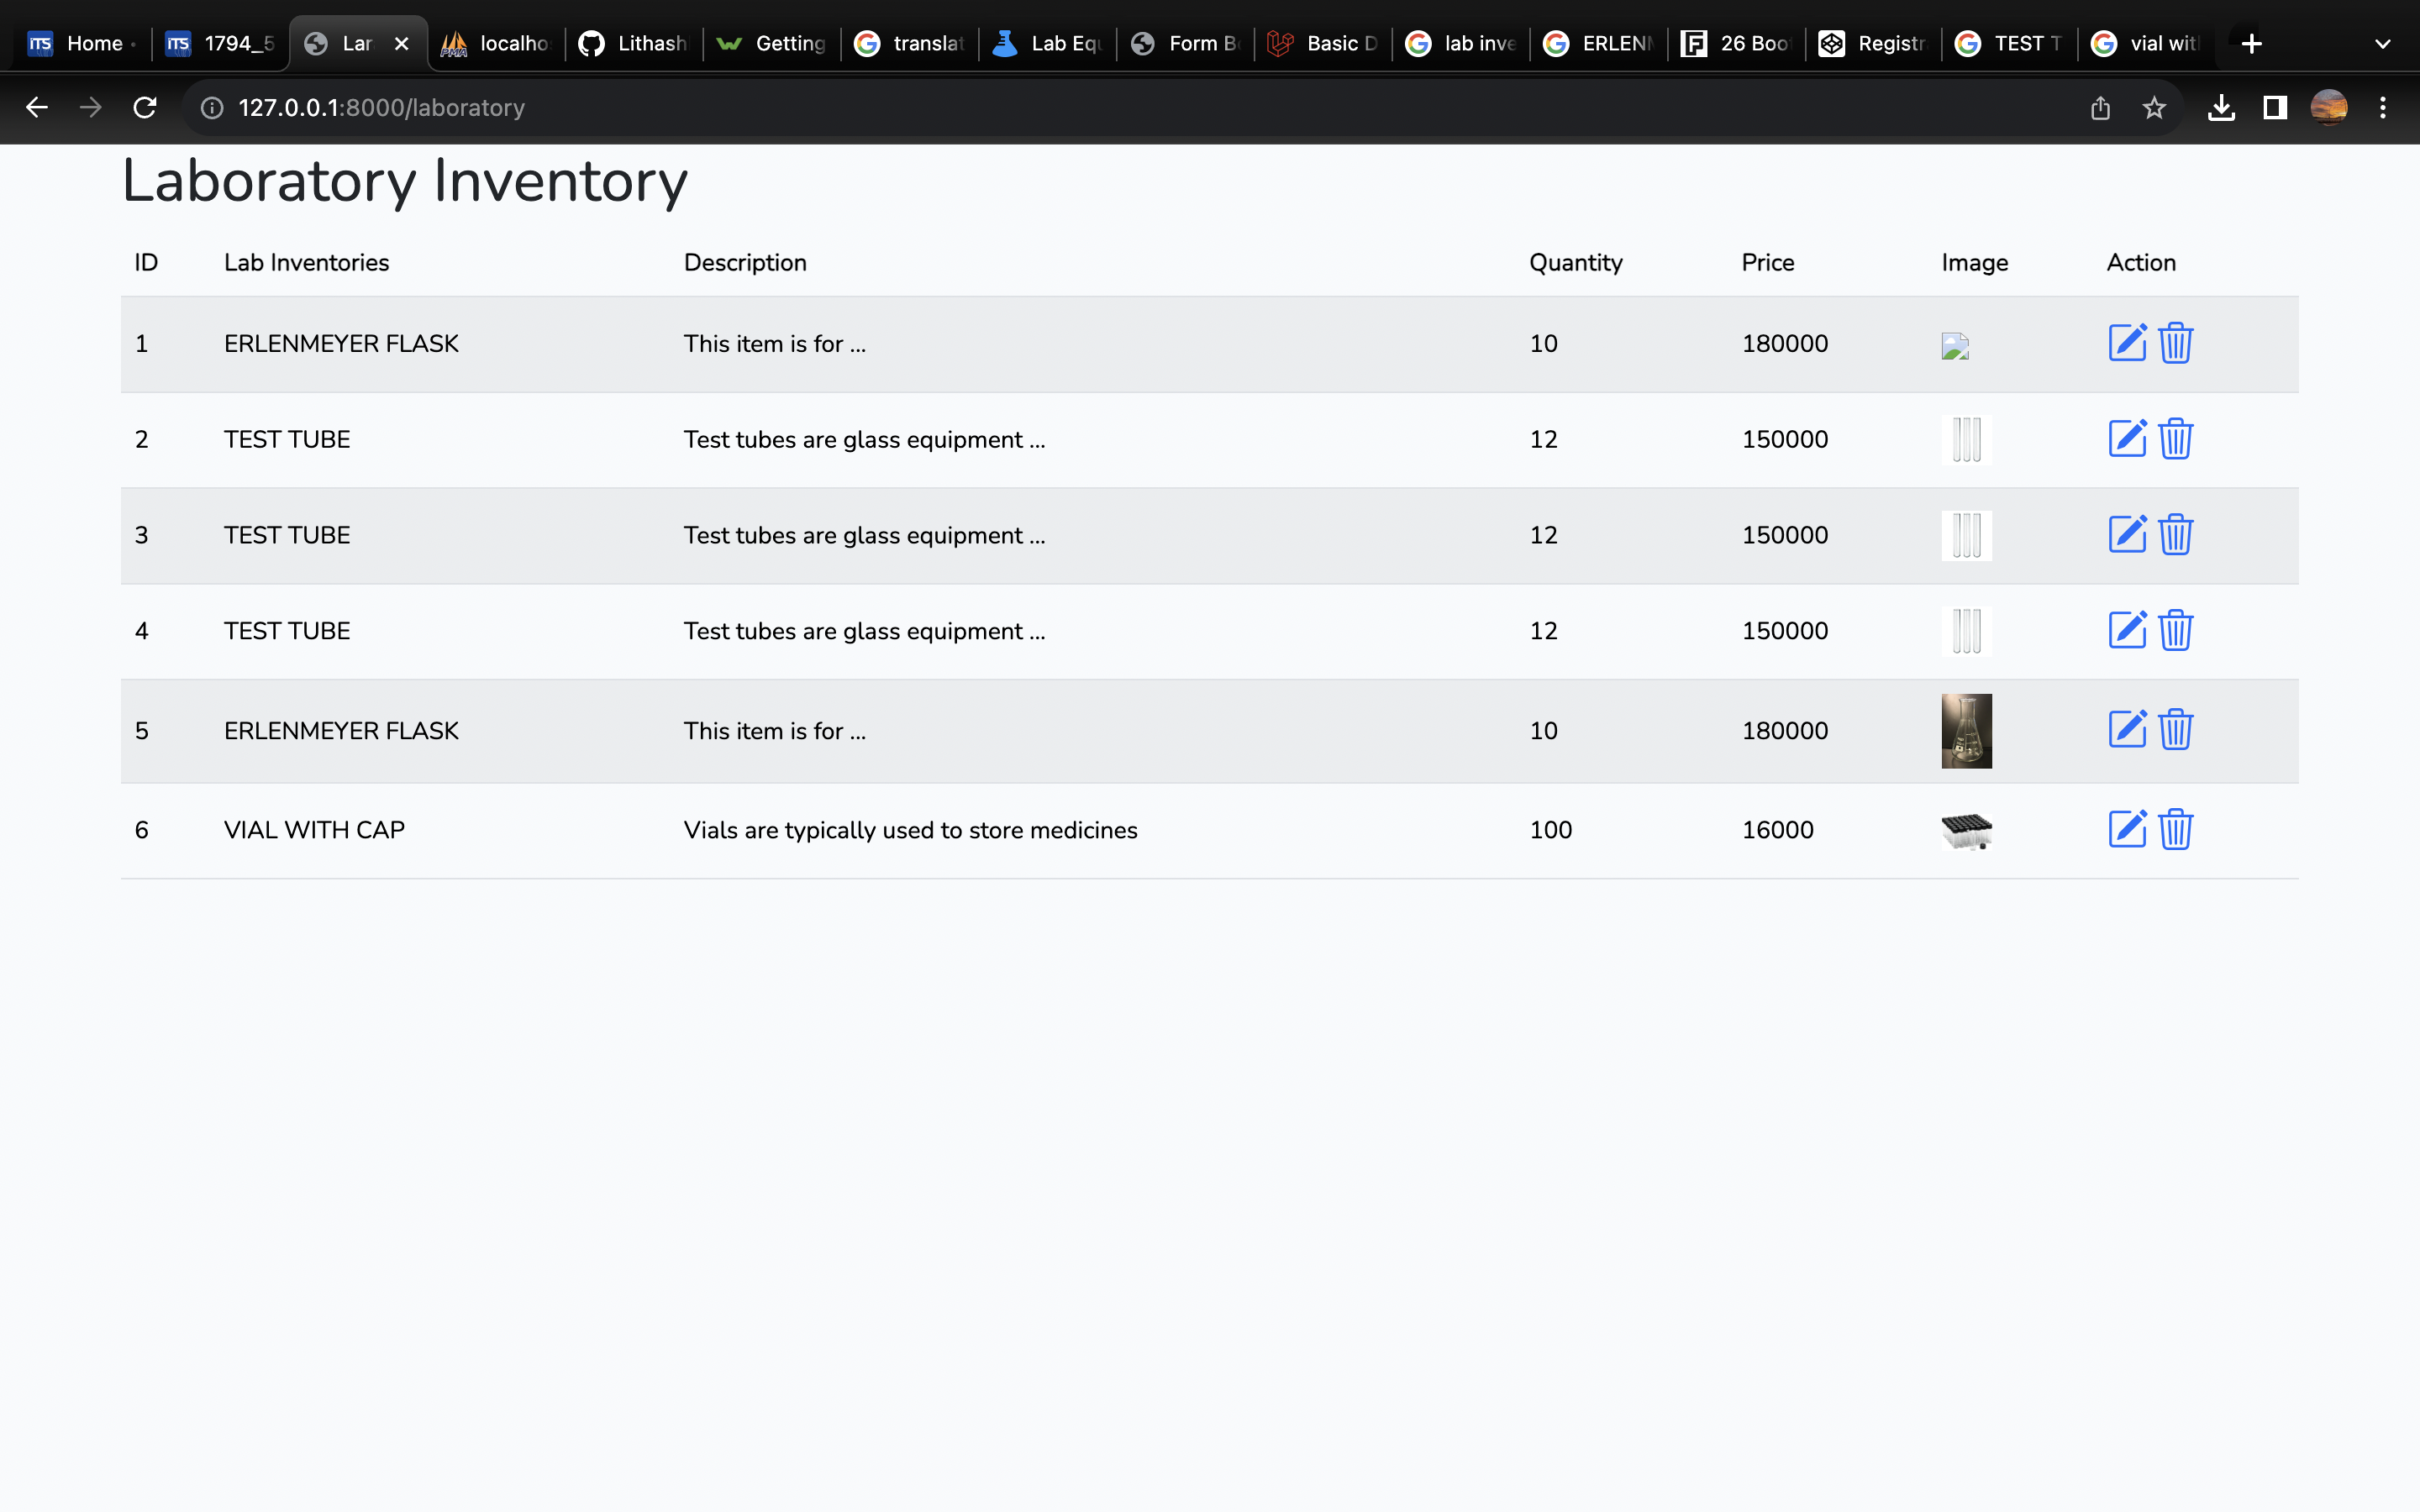 Home
1794_5
Lar
localho
Lithash
Getting
translat
Lab Equ
Form B
Basic D
lab inve
ERLEN
26 Boo
Registr
TEST T
vial wit
127.0.0.1:8000/laboratory
Laboratory Inventory
ID Lab Inventories Description Quantity Price Image Action
1 ERLENMEYER FLASK This item is for ... 10 180000
2 TEST TUBE Test tubes are glass equipment ... 12 150000
3 TEST TUBE Test tubes are glass equipment ... 12 150000
4 TEST TUBE Test tubes are glass equipment ... 12 150000
5 ERLENMEYER FLASK This item is for ... 10 180000
6 VIAL WITH CAP Vials are typically used to store medicines 100 16000